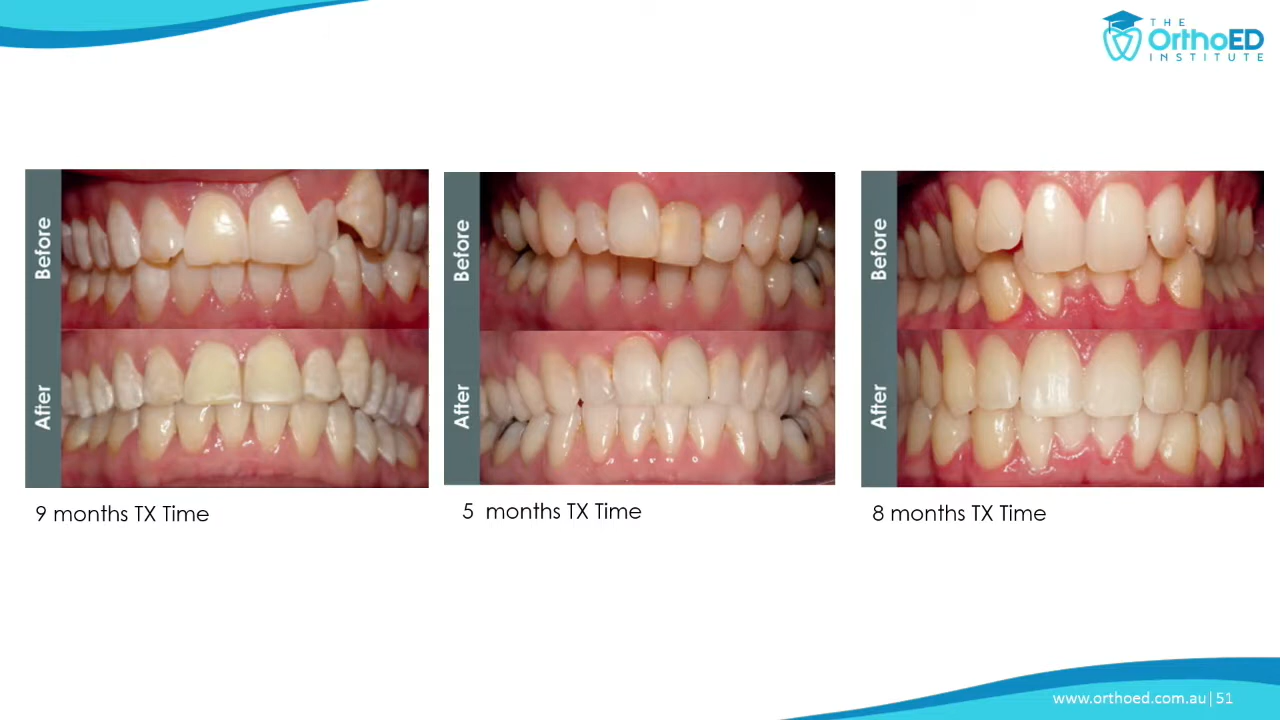 THE
OrthoED
INSTITUTE
Before
After
9 months TX Time
Before
After
5  months TX Time
Before
After
8 months TX Time
www.orthoed.com.au| 51